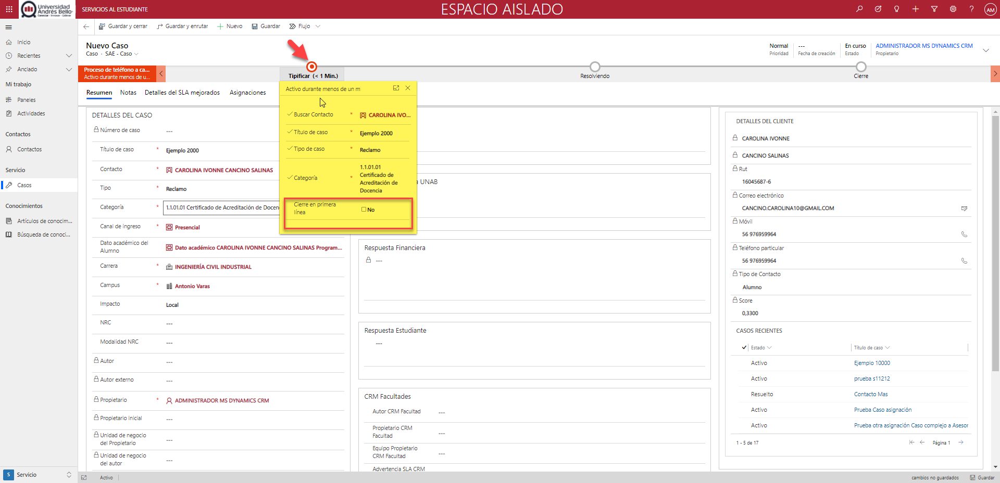 Universidad
Andrés Bello
Conectar - Innovar - Liderar
SERVICIOS AL ESTUDIANTE
ESPACIO AISLADO
AM
Guardar y cerrar
Guardar y enrutar
Nuevo
Guardar
Flujo
Inicio
Recientes
Anclado
Mi trabajo
Paneles
Actividades
Contactos
Contactos
Servicio
Casos
Conocimientos
Artículos de conocim...
Búsqueda de conoci...
S
Servicio
Nuevo Caso
Caso · SAE - Caso
Normal
Prioridad
---
Fecha de creación
En curso
Estado
ADMINISTRADOR MS DYNAMICS CRM
Propietario
Proceso de teléfono a ca...
Activo durante menos de u...
Tipificar (< 1 Min.)
Resolviendo
Cierre
Resumen
Notas
Detalles del SLA mejorados
Asignaciones
Activo durante menos de un m
Buscar Contacto * CAROLINA IVO...
Título de caso * Ejemplo 2000
Tipo de caso * Reclamo
Categoría *
1.1.01.01
Certificado de
Acreditación de
Docencia
Cierre en primera
línea
No
DETALLES DEL CASO
Número de caso ---
Título de caso * Ejemplo 2000
Contacto * CAROLINA IVONNE CANCINO SALINAS
Tipo * Reclamo
Categoría * 1.1.01.01 Certificado de Acreditación de Docen
Canal de ingreso * Presencial
Dato académico del
Alumno
Dato académico CAROLINA IVONNE CANCINO SALINAS Program...
Carrera * INGENIERÍA CIVIL INDUSTRIAL
Campus * Antonio Varas
Impacto Local
NRC ---
Modalidad NRC ---
Autor ---
Autor externo ---
Propietario * ADMINISTRADOR MS DYNAMICS CRM
Propietario inicial ---
Unidad de negocio
del Propietario
---
Unidad de negocio
del autor
---
UNAB
Respuesta Financiera
---
Respuesta Estudiante
---
CRM Facultades
Autor CRM Facultad ---
Propietario CRM
Facultad
---
Equipo Propietario
CRM Facultad
---
Advertencia SLA CRM
DETALLES DEL CLIENTE
CAROLINA IVONNE
CANCINO SALINAS
Rut
16045687-6
Correo electrónico
CANCINO.CAROLINA10@GMAIL.COM
Móvil
56 976959964
Teléfono particular
56 976959964
Tipo de Contacto
Alumno
Score
0,3300
CASOS RECIENTES
Estado
Título de caso
Activo Ejemplo 10000
Activo prueba s11212
Resuelto Contacto Mas
Activo Prueba Caso asignación
Activo Prueba otra asignación Caso complejo a Asesor
1 - 5 de 17
Página 1
Activo
cambios no guardados
Guardar